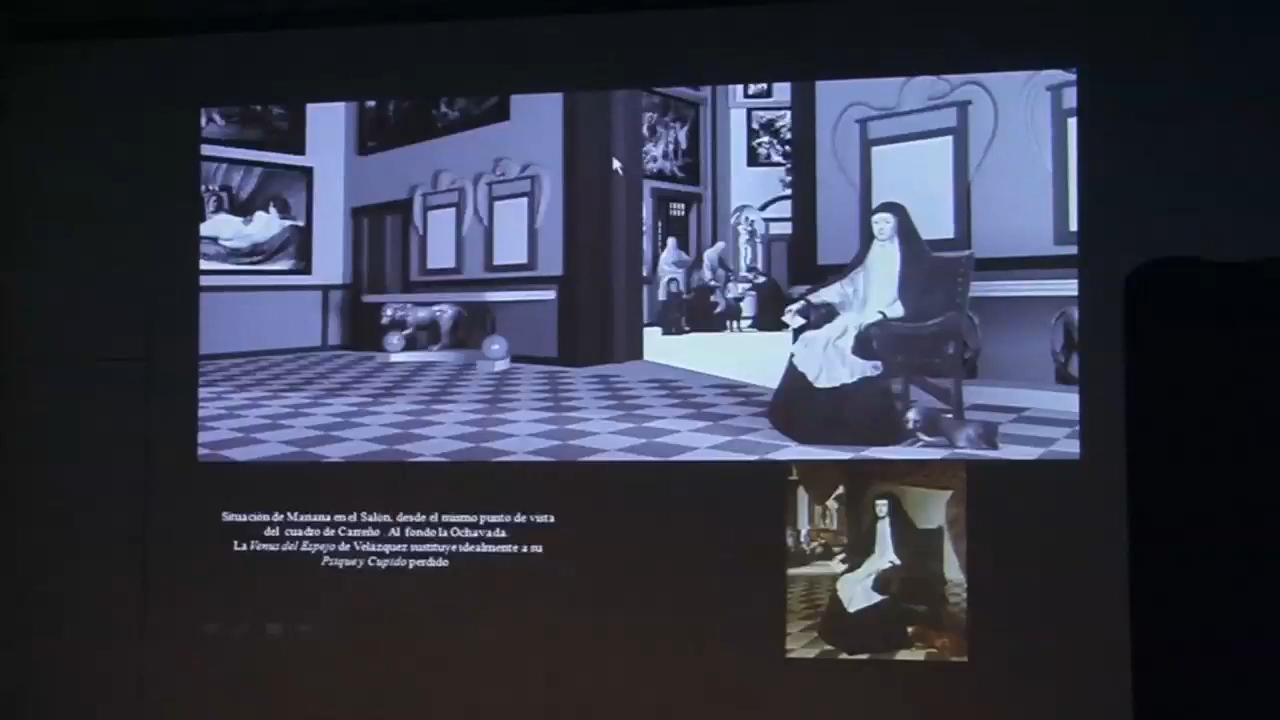 Situación de Mariana en el Salón, desde el mismo punto de vista
del cuadro de Carreño . Al fondo la Ochavada.
La Venus del Espejo de Velázquez sustituye idealmente a su
Psique y Cupido perdido